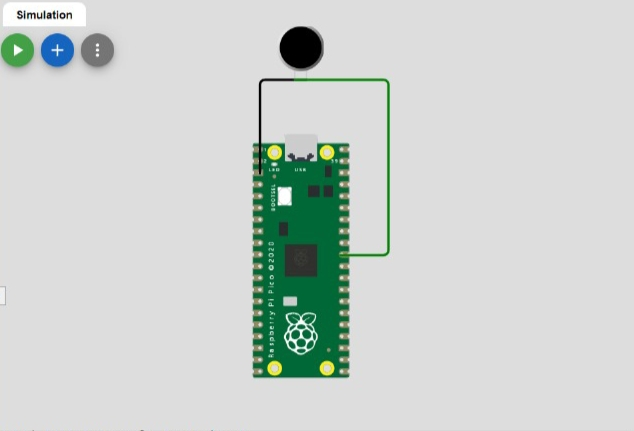 Simulation
LED
USB
BOOTSEL
Raspberry Pi Pico ©2020